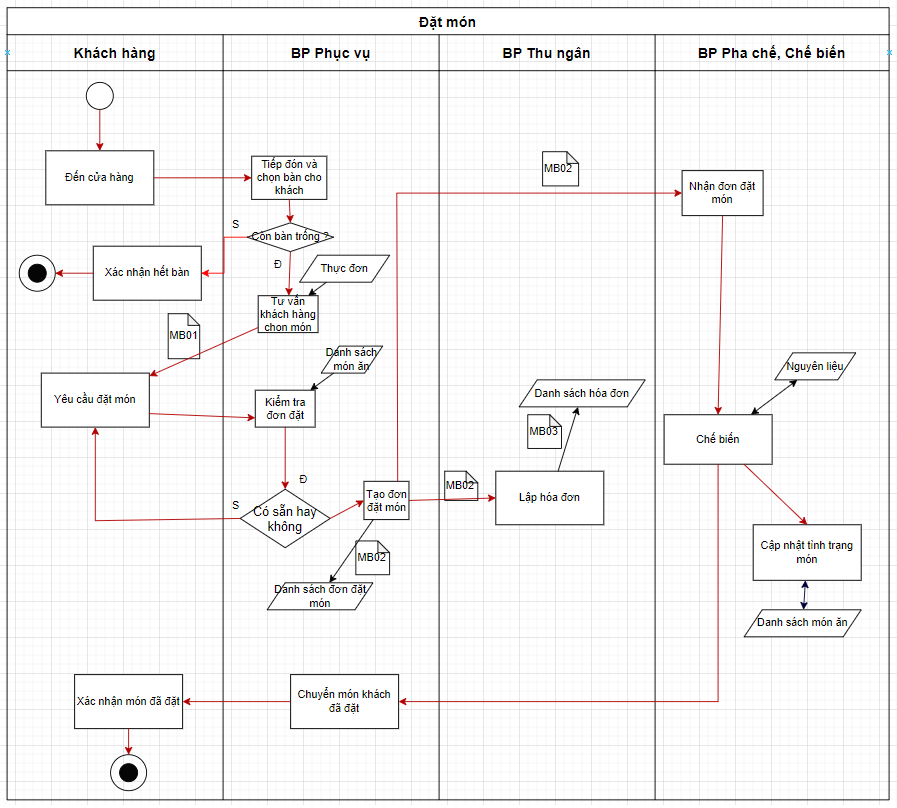 Đặt món
Khách hàng
BP Phục vụ
BP Thu ngân
BP Pha chế, Chế biến
Đến cửa hàng
Tiếp đón và
chọn bàn cho
khách
MB02
Nhận đơn đặt
món
S
Còn bàn trống ?
Đ
Xác nhận hết bàn
Thực đơn
Tư vấn
khách hàng
chọn món
MB01
Danh sách
món ăn
Nguyên liệu
Yêu cầu đặt món
Kiểm tra
đơn đặt
Danh sách hóa đơn
MB03
Chế biến
Đ
S
Có sẵn hay
không
Tạo đơn
đặt món
MB02
Lập hóa đơn
MB02
Cập nhật tình trạng
món
Danh sách đơn đặt
món
Danh sách món ăn
Xác nhận món đã đặt
Chuyển món khách
đã đặt